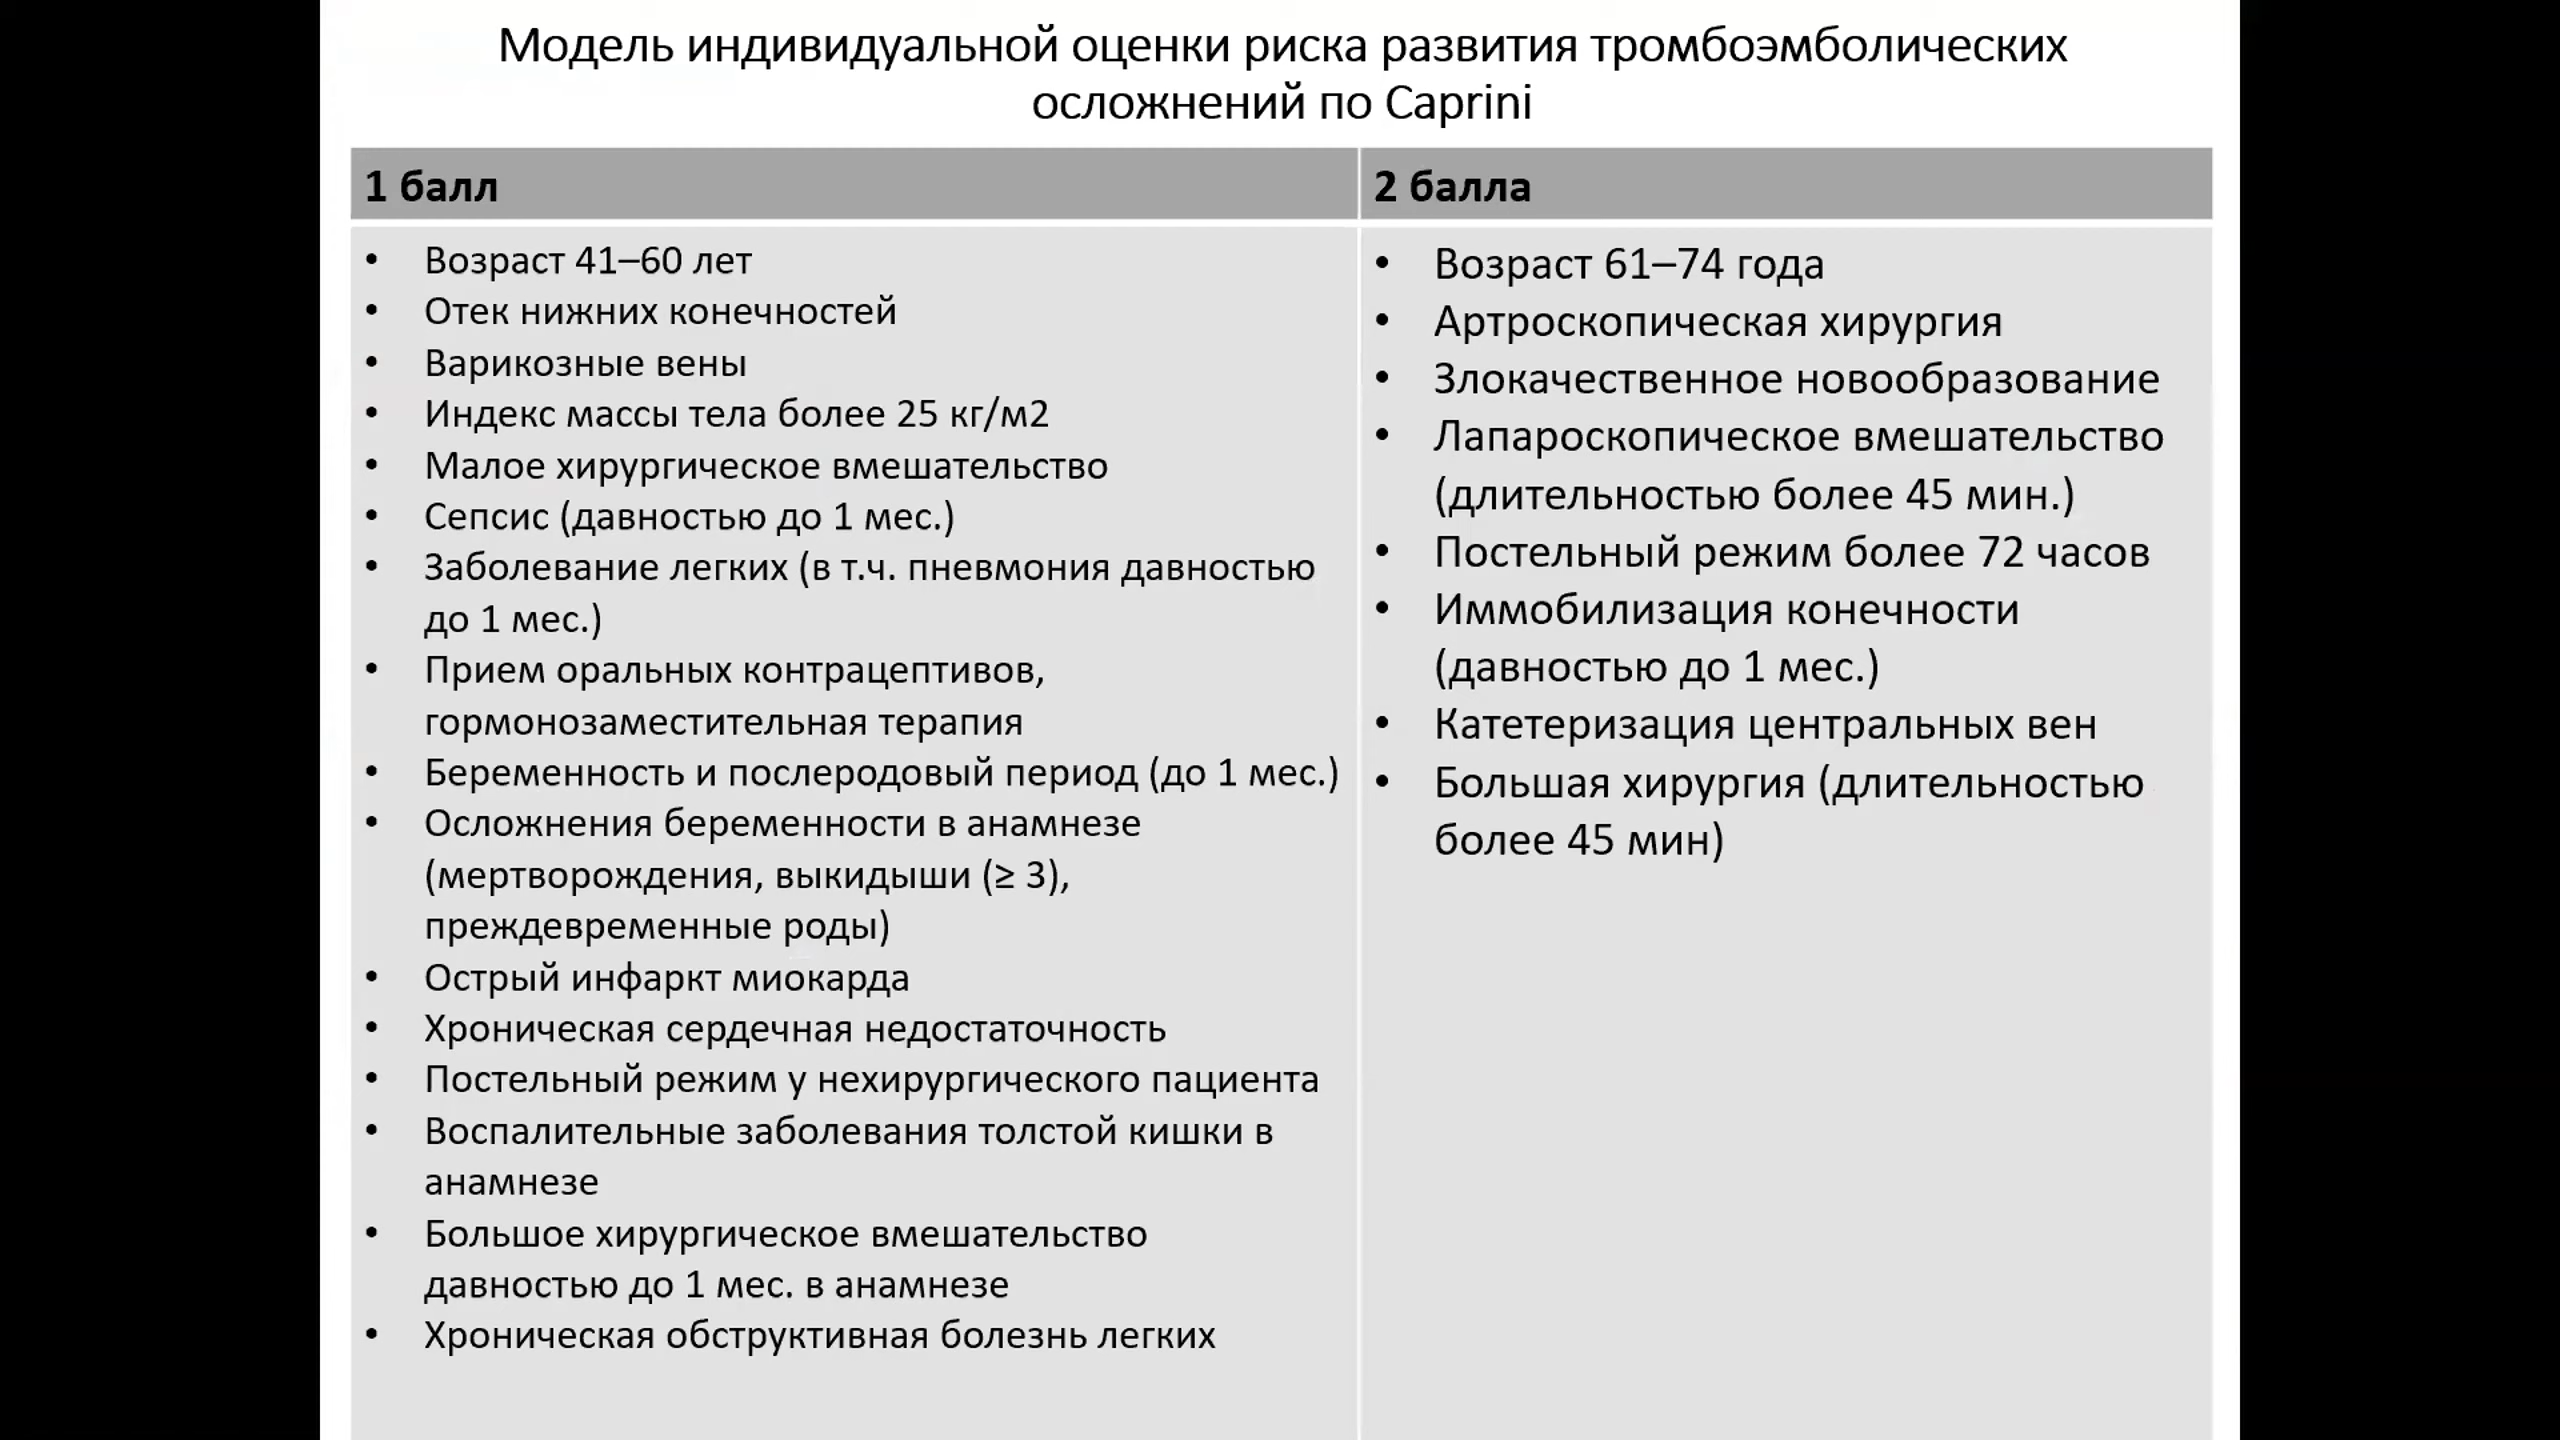 Модель индивидуальной оценки риска развития тромбоэмболических
осложнений по Caprini
1 балл
• Возраст 41–60 лет
• Отек нижних конечностей
• Варикозные вены
• Индекс массы тела более 25 кг/м2
• Малое хирургическое вмешательство
• Сепсис (давностью до 1 мес.)
• Заболевание легких (в т.ч. пневмония давностью
до 1 мес.)
• Прием оральных контрацептивов,
гормонозаместительная терапия
• Беременность и послеродовый период (до 1 мес.)
• Осложнения беременности в анамнезе
(мертворождения, выкидыши (≥ 3),
преждевременные роды)
• Острый инфаркт миокарда
• Хроническая сердечная недостаточность
• Постельный режим у нехирургического пациента
• Воспалительные заболевания толстой кишки в
анамнезе
• Большое хирургическое вмешательство
давностью до 1 мес. в анамнезе
• Хроническая обструктивная болезнь легких
2 балла
• Возраст 61–74 года
• Артроскопическая хирургия
• Злокачественное новообразование
• Лапароскопическое вмешательство
(длительностью более 45 мин.)
• Постельный режим более 72 часов
• Иммобилизация конечности
(давностью до 1 мес.)
• Катетеризация центральных вен
• Большая хирургия (длительностью
более 45 мин)